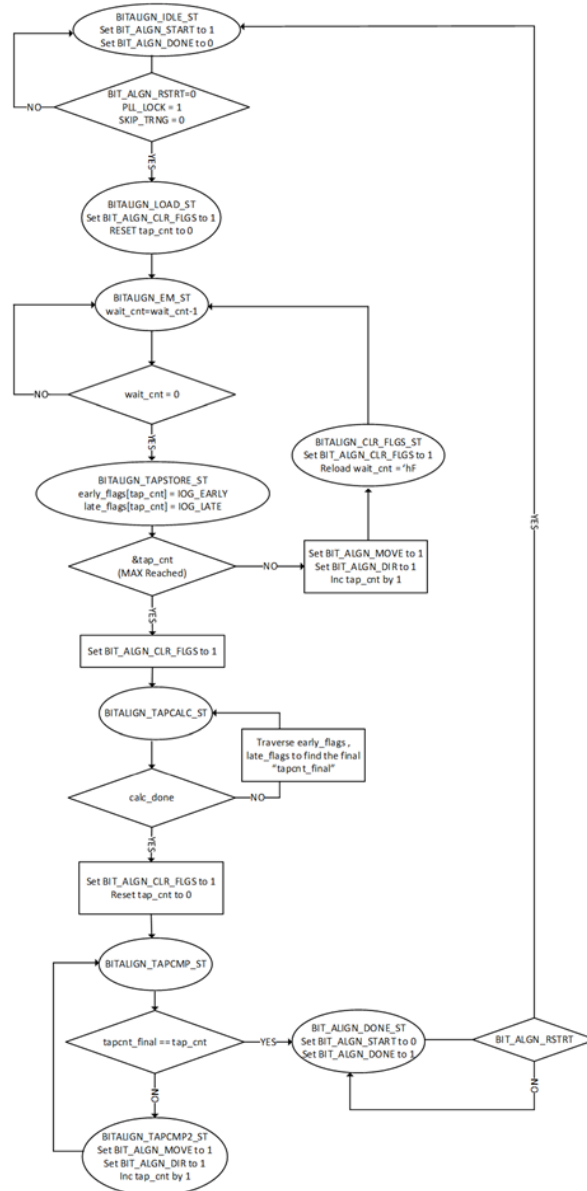 BITALIGN_IDLE_ST
Set BIT_ALGN_START to 1
Set BIT_ALGN_DONE to 0
BIT_ALGN_RSTRT=0
PLL_LOCK = 1
SKIP_TRNG = 0
NO
YES
BITALIGN_LOAD_ST
Set BIT_ALGN_CLR_FLGS to 1
RESET tap_cnt to 0
BITALIGN_EM_ST
wait_cnt=wait_cnt-1
wait_cnt = 0
NO
YES
BITALIGN_CLR_FLGS_ST
Set BIT_ALGN_CLR_FLGS to 1
Reload wait_cnt = 'hF
BITALIGN_TAPSTORE_ST
early_flags[tap_cnt] = IOG_EARLY
late_flags[tap_cnt] = IOG_LATE
&tap_cnt
(MAX Reached)
NO
Set BIT_ALGN_MOVE to 1
Set BIT_ALGN_DIR to 1
Inc tap_cnt by 1
YES
YES
Set BIT_ALGN_CLR_FLGS to 1
BITALIGN_TAPCALC_ST
Traverse early_flags ,
late_flags to find the final
"tapcnt_final"
calc_done
NO
YES
Set BIT_ALGN_CLR_FLGS to 1
Reset tap_cnt to 0
BITALIGN_TAPCMP_ST
tapcnt_final == tap_cnt
YES
BIT_ALIGN_DONE_ST
Set BIT_ALGN_START to 0
Set BIT_ALGN_DONE to 1
BIT_ALGN_RSTRT
NO
NO
BITALIGN_TAPCMP2_ST
Set BIT_ALGN_MOVE to 1
Set BIT_ALGN_DIR to 1
Inc tap_cnt by 1